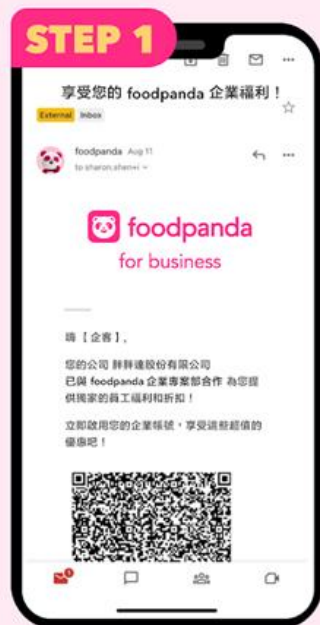 STEP 1
享受您的 foodpanda 企業福利！
External Inbox
foodpanda Aug 11
to sharon.shenwi
foodpanda
for business
嗨【企客】,
您的公司 胖胖達股份有限公司
已與 foodpanda 企業專案部合作 為您提
供獨家的員工福利和折扣！
立即啟用您的企業帳號，享受這些超值的
優惠吧！